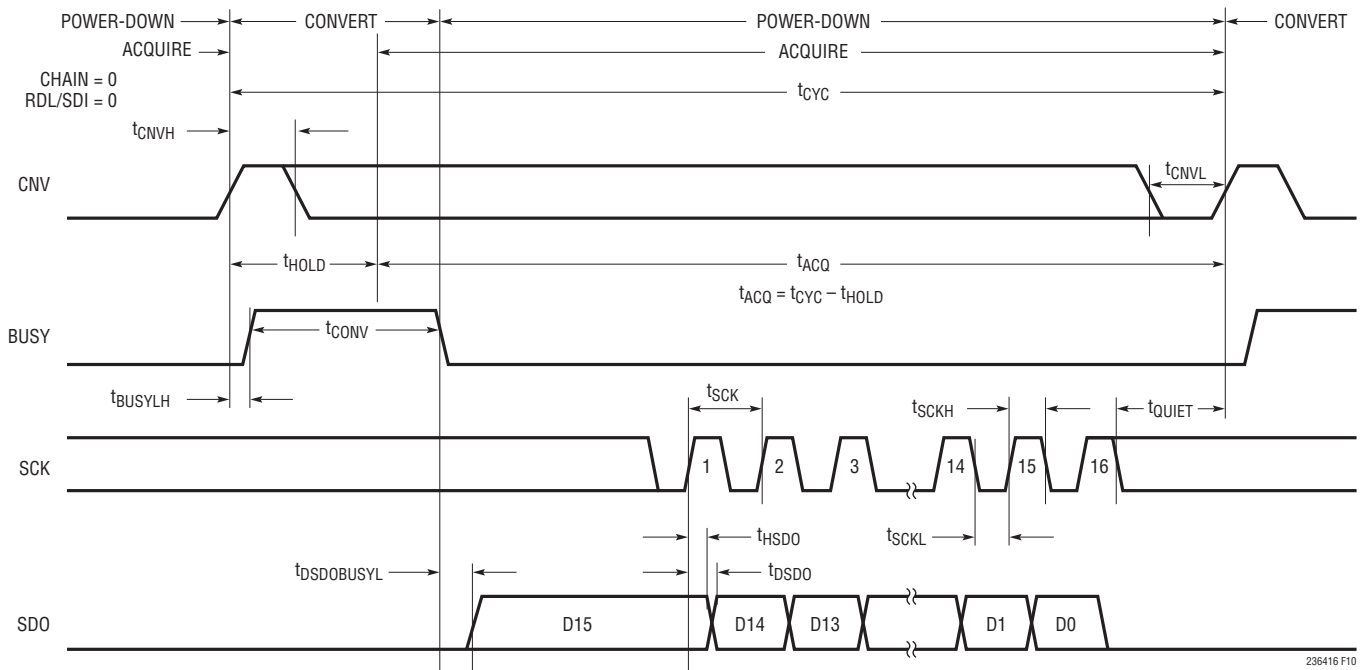 POWER-DOWN CONVERT POWER-DOWN CONVERT
ACQUIRE ACQUIRE
CHAIN = 0
RDL/SDI = 0
tCYC
tCNVH
CNV
tCNVL
tHOLD tACQ
tACQ = tCYC – tHOLD
BUSY
tCONV
tBUSYLH
tSCK tSCKH tQUIET
SCK 1 2 3 14 15 16
tHSDO tSCKL
tDSDOBUSYL tDSDO
SDO D15 D14 D13 D1 D0
236416 F10